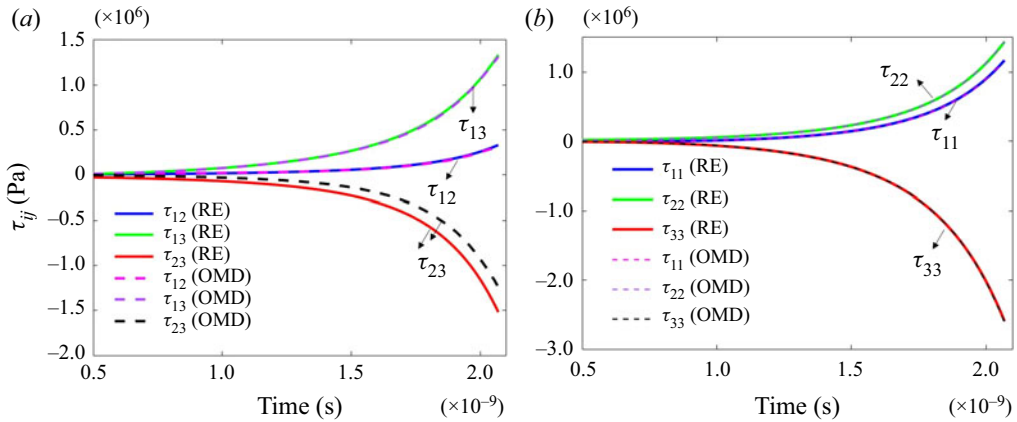 (a)
(×10⁶)
1.5
1.0
0.5
0
–0.5
–1.0
–1.5
–2.0
τᵢⱼ (Pa)
τ₁₃
τ₁₂
τ₂₃
τ₁₂ (RE)
τ₁₃ (RE)
τ₂₃ (RE)
τ₁₂ (OMD)
τ₁₃ (OMD)
τ₂₃ (OMD)
0.5 1.0 1.5 2.0
Time (s) (×10⁻⁹)
(b)
(×10⁶)
1.0
0
–1.0
–2.0
–3.0
τ₂₂
τ₁₁
τ₃₃
τ₁₁ (RE)
τ₂₂ (RE)
τ₃₃ (RE)
τ₁₁ (OMD)
τ₂₂ (OMD)
τ₃₃ (OMD)
0.5 1.0 1.5 2.0
Time (s) (×10⁻⁹)